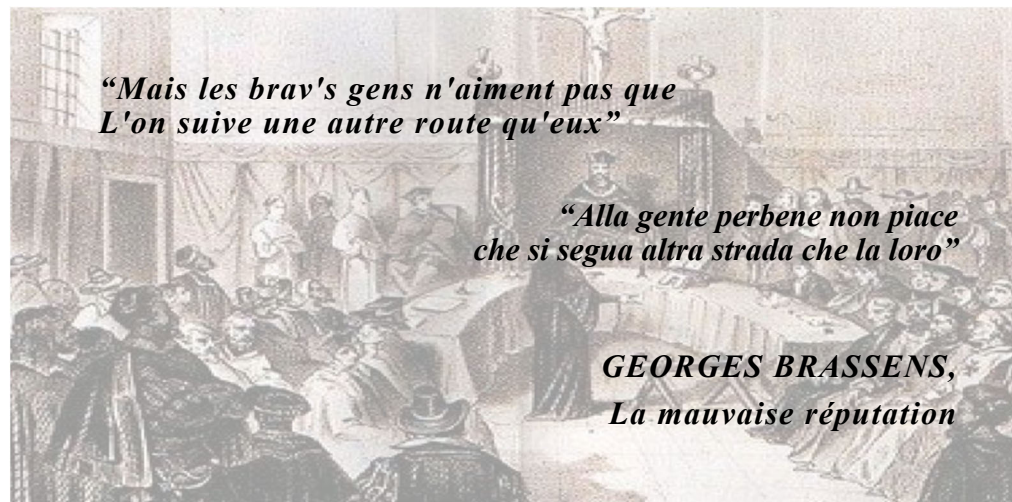 “Mais les brav's gens n'aiment pas que
L'on suive une autre route qu'eux”
“Alla gente perbene non piace
che si segua altra strada che la loro”
GEORGES BRASSENS,
La mauvaise réputation